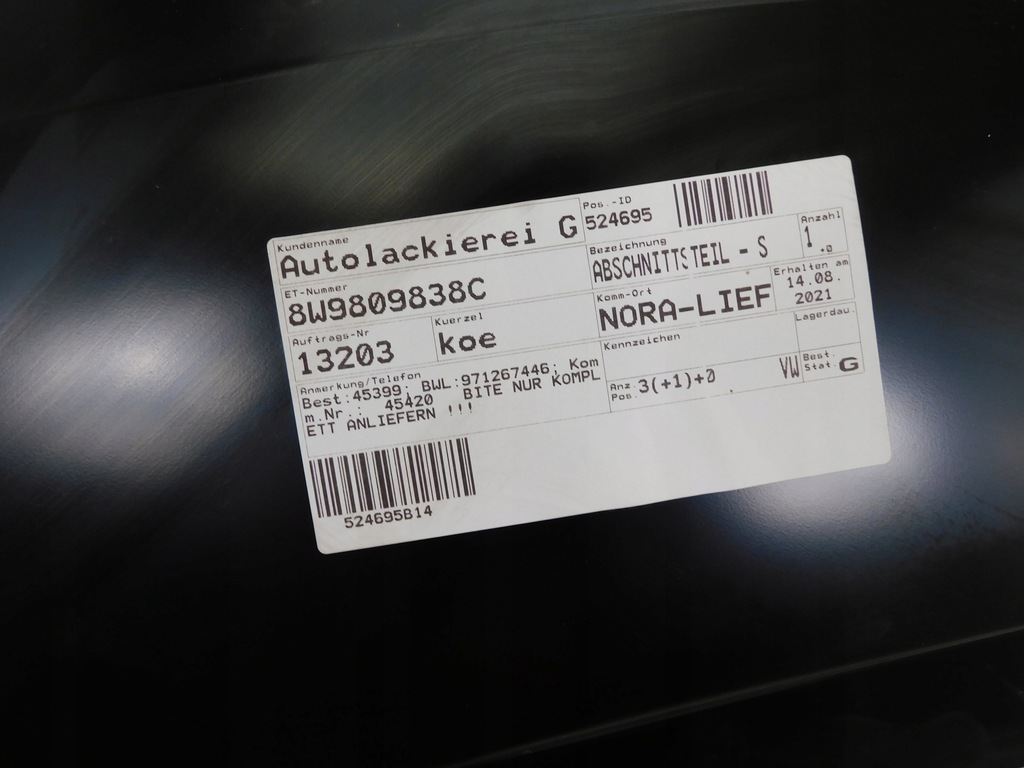 Kundenname
Autolackierei G
Pos.-ID
524695
ET-Nummer
8W9809838C
Bezeichnung
ABSCHNITTSTEIL - S
Anzahl
1.0
Auftrags-Nr
13203
Kuerzel
koe
Komm-Ort
NORA-LIEF
Erhalten am
14.08.
2021
Anmerkung/Telefon
Best:45399; BWL:971267446; Kom
m.Nr.: 45420 BITE NUR KOMPL
ETT ANLIEFERN !!!
Kennzeichen
Lagerdau.
Anz.
Pos. 3(+1)+0
VW
Best.
Stat. G
524695B14